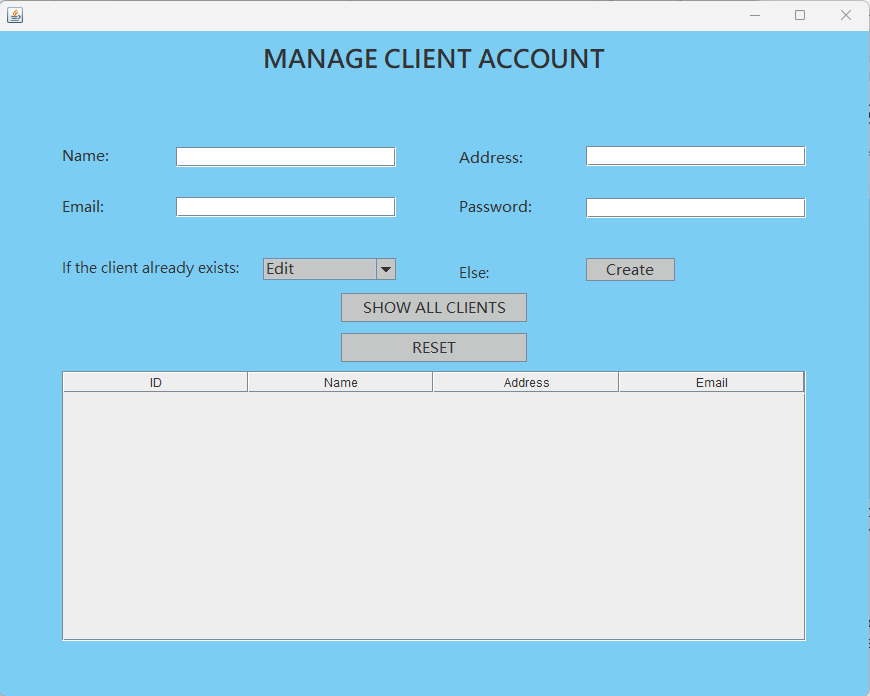 MANAGE CLIENT ACCOUNT
Name: Address:
Email: Password:
If the client already exists: Edit Else: Create
SHOW ALL CLIENTS
RESET
ID Name Address Email